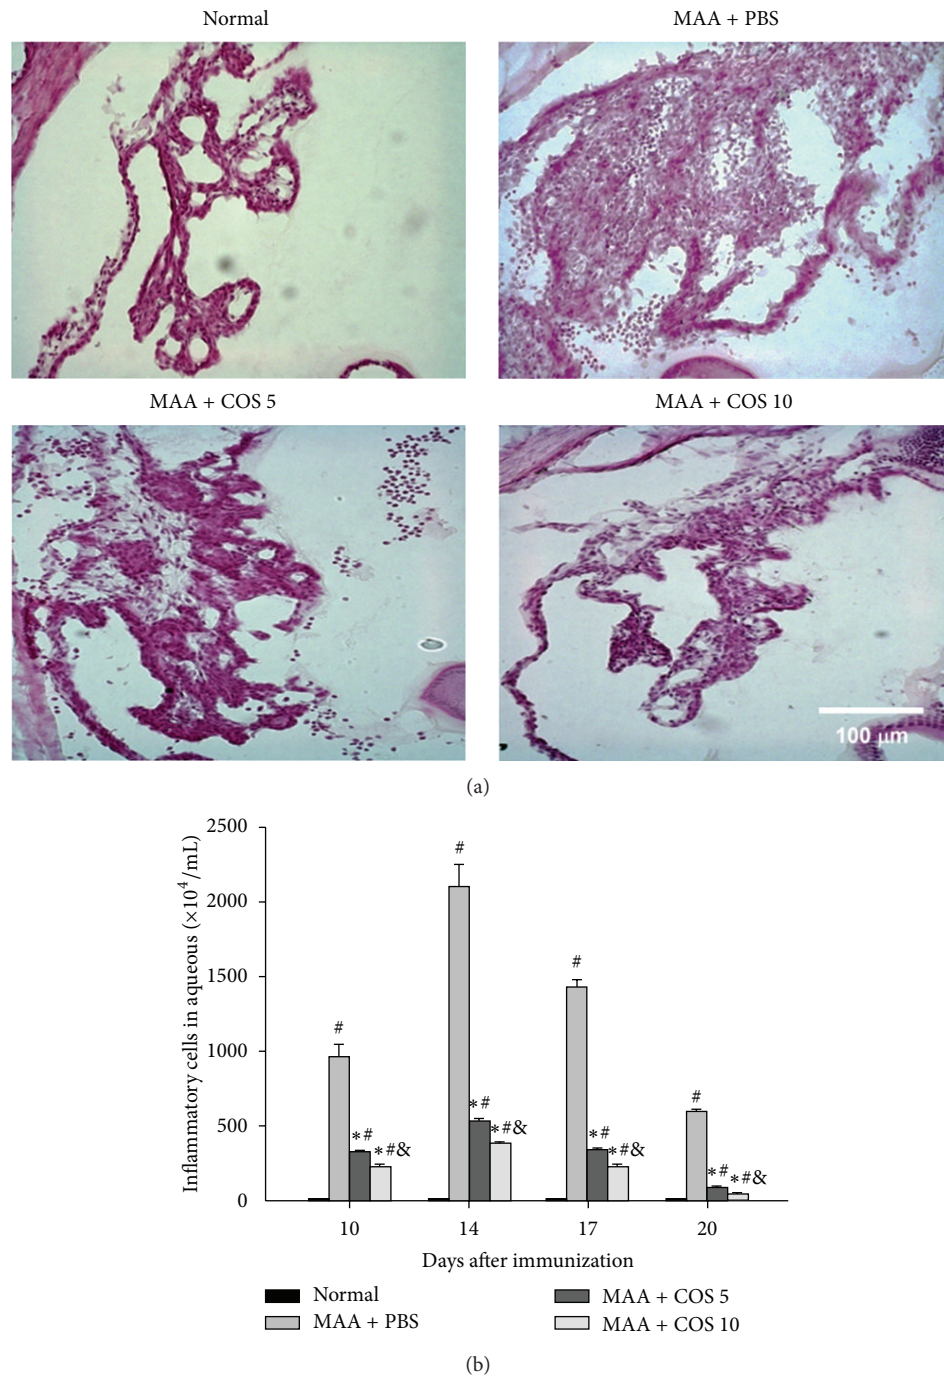 Normal
MAA + PBS
MAA + COS 5
MAA + COS 10
100 μm
(a)
Inflammatory cells in aqueous (×10⁴/mL)
2500
2000
1500
1000
500
0
#
*#
*#&
#
*#
*#&
#
*#
*#&
#
*#
*#&
10
14
17
20
Days after immunization
Normal
MAA + PBS
MAA + COS 5
MAA + COS 10
(b)